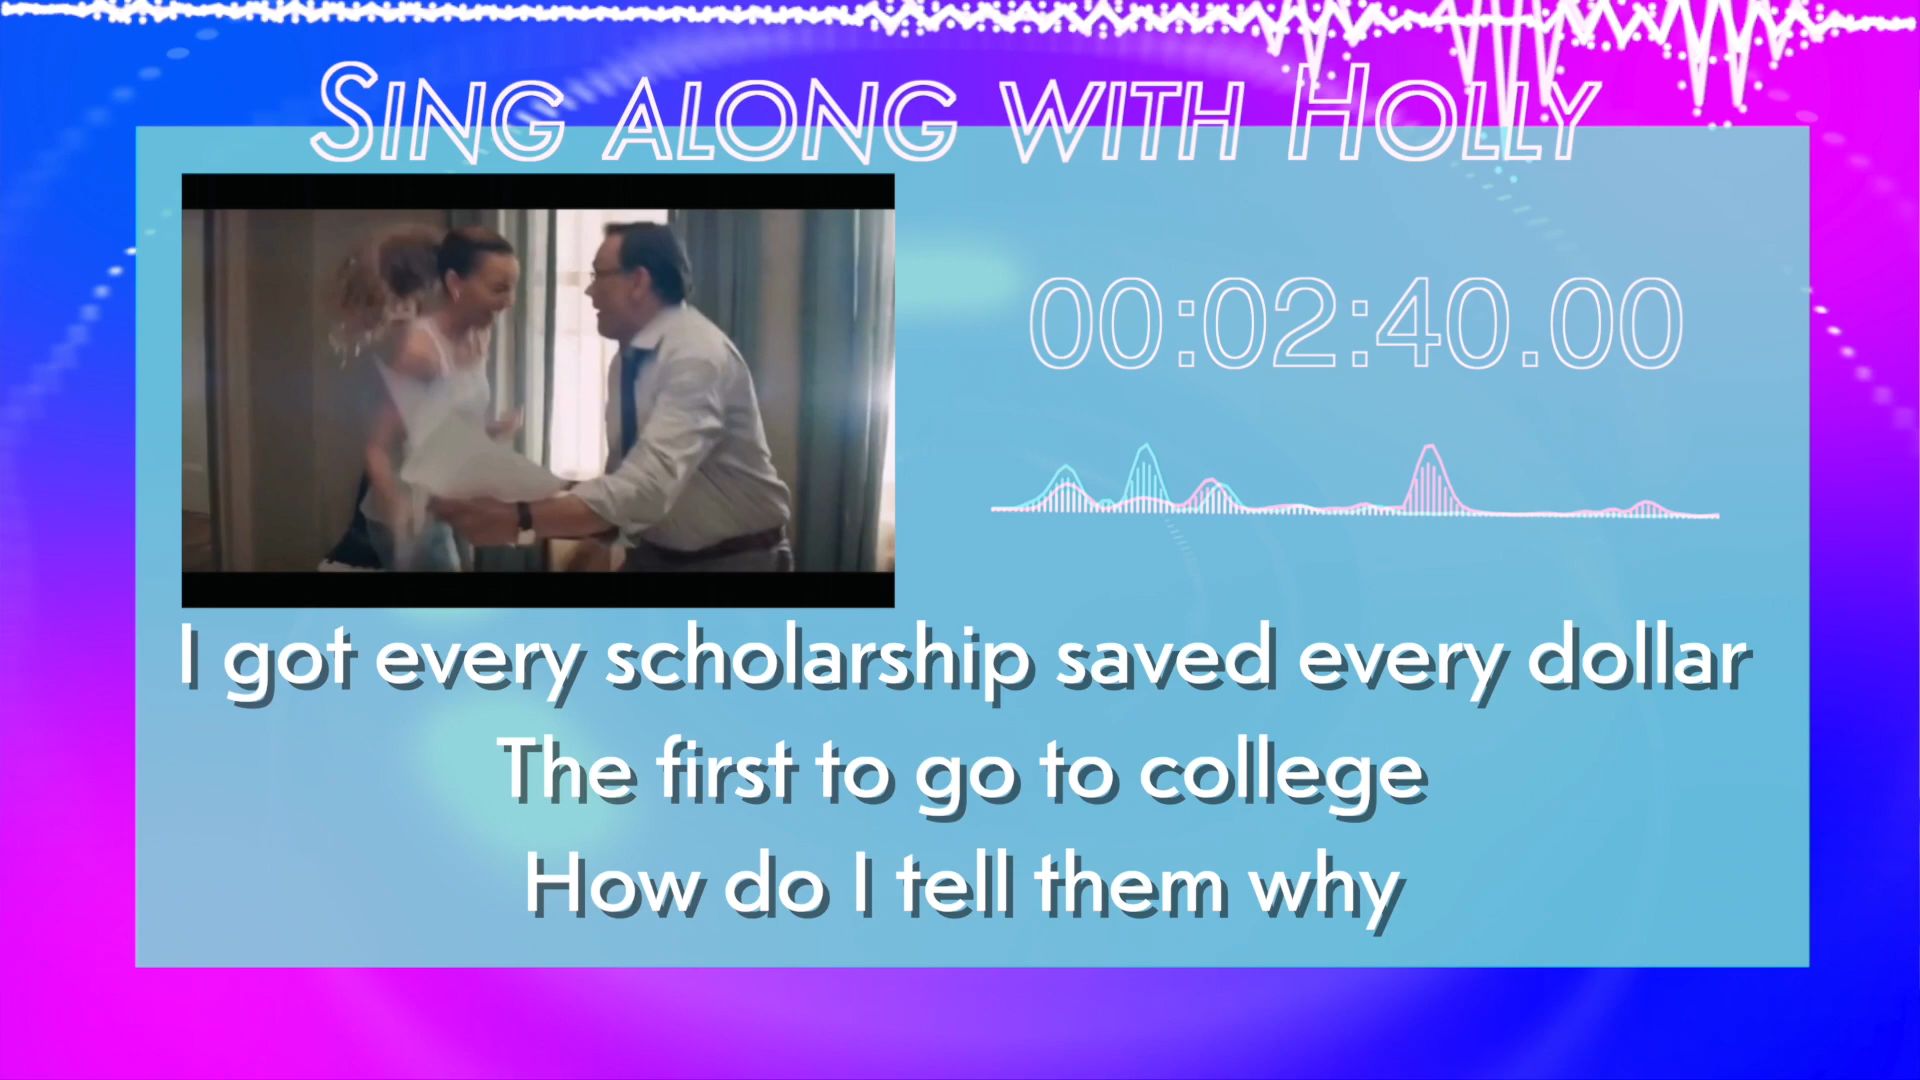 Sing along with Holly
00:02:40.00
I got every scholarship saved every dollar
The first to go to college
How do I tell them why